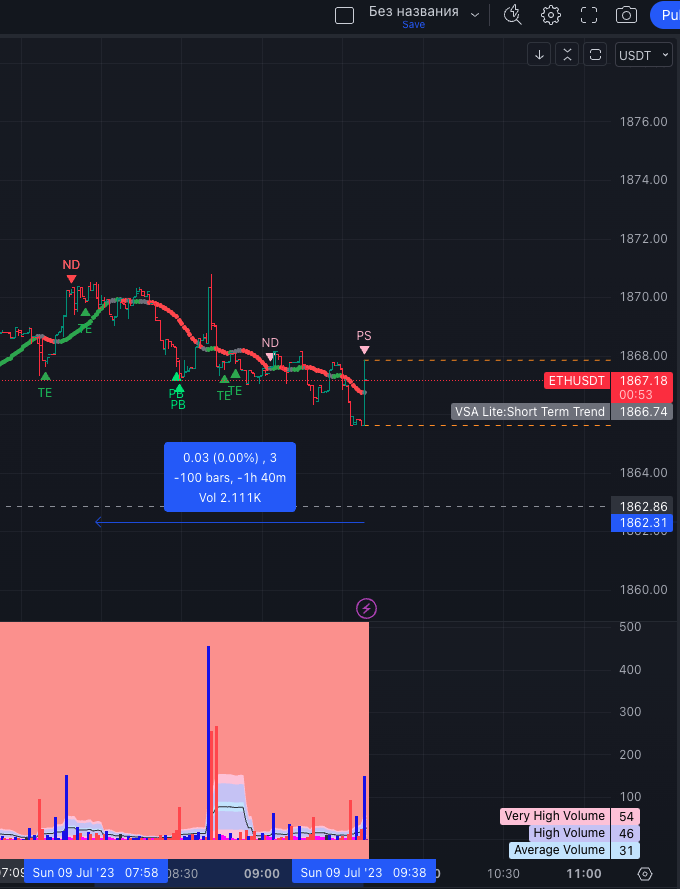 Без названия
Save
Pu
USDT
1876.00
1874.00
1872.00
ND
1870.00
TE
ND
PS
1868.00
ETHUSDT 1867.18
00:53
TE
PB
TE
TE
PB
VSA Lite:Short Term Trend 1866.74
0.03 (0.00%) , 3
-100 bars, -1h 40m
Vol 2.111K
1864.00
1862.86
1862.31
1862.00
1860.00
500
400
300
200
100
Very High Volume 54
High Volume 46
Average Volume 31
07:09
Sun 09 Jul '23 07:58
08:30
09:00
Sun 09 Jul '23 09:38
10:30
11:00